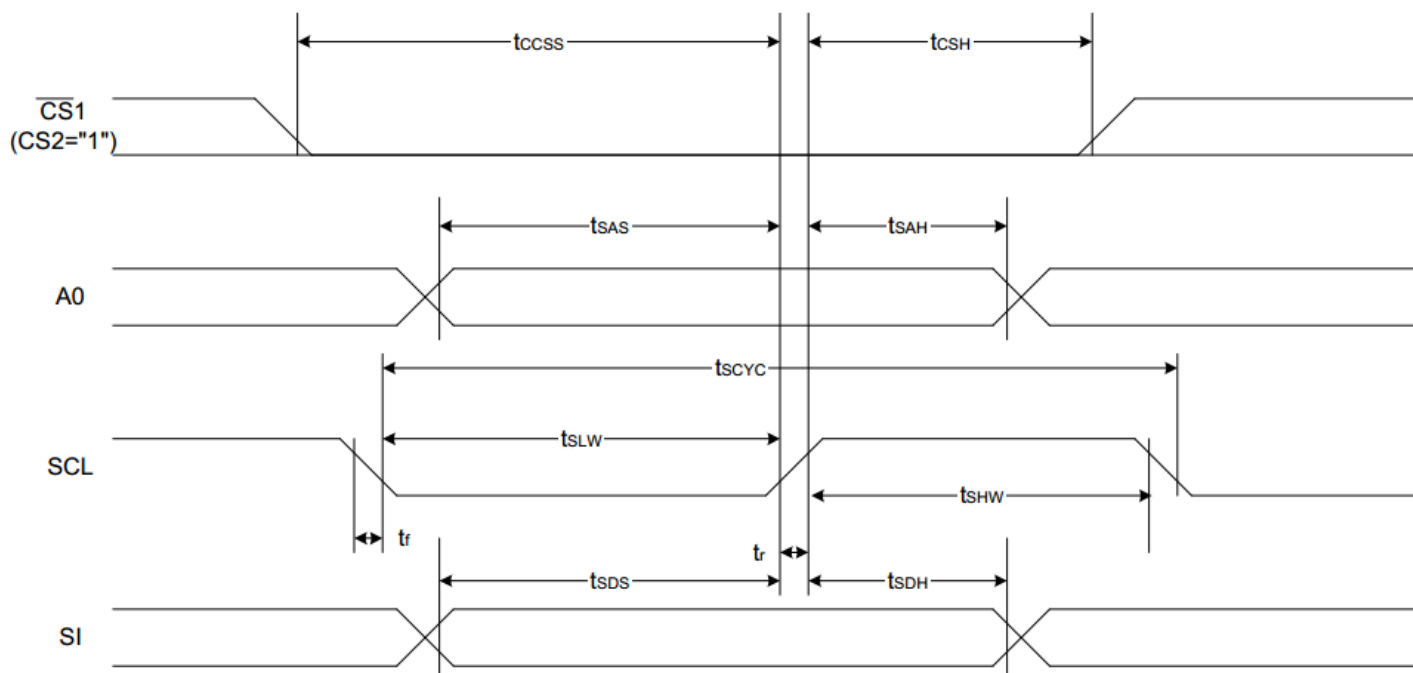 tCCSS
tCSH
CS1
(CS2="1")
tSAS
tSAH
A0
tSCYC
tSLW
SCL
tSHW
tf
tr
tSDS
tSDH
SI